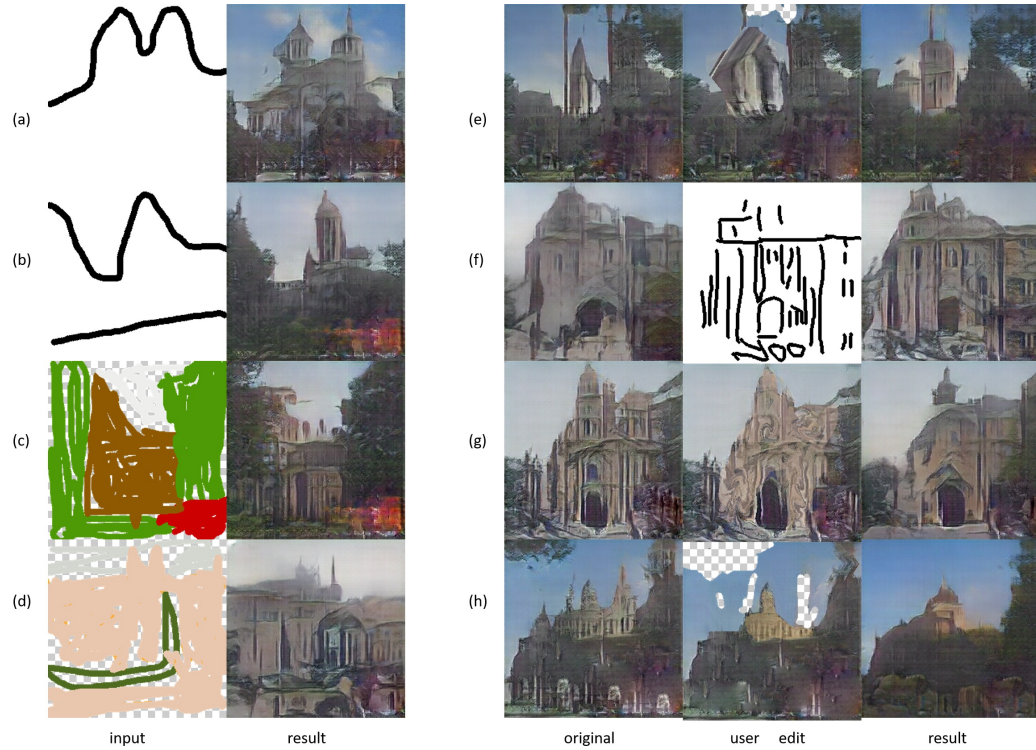 (a)
(b)
(c)
(d)
input result
(e)
(f)
(g)
(h)
original user edit result